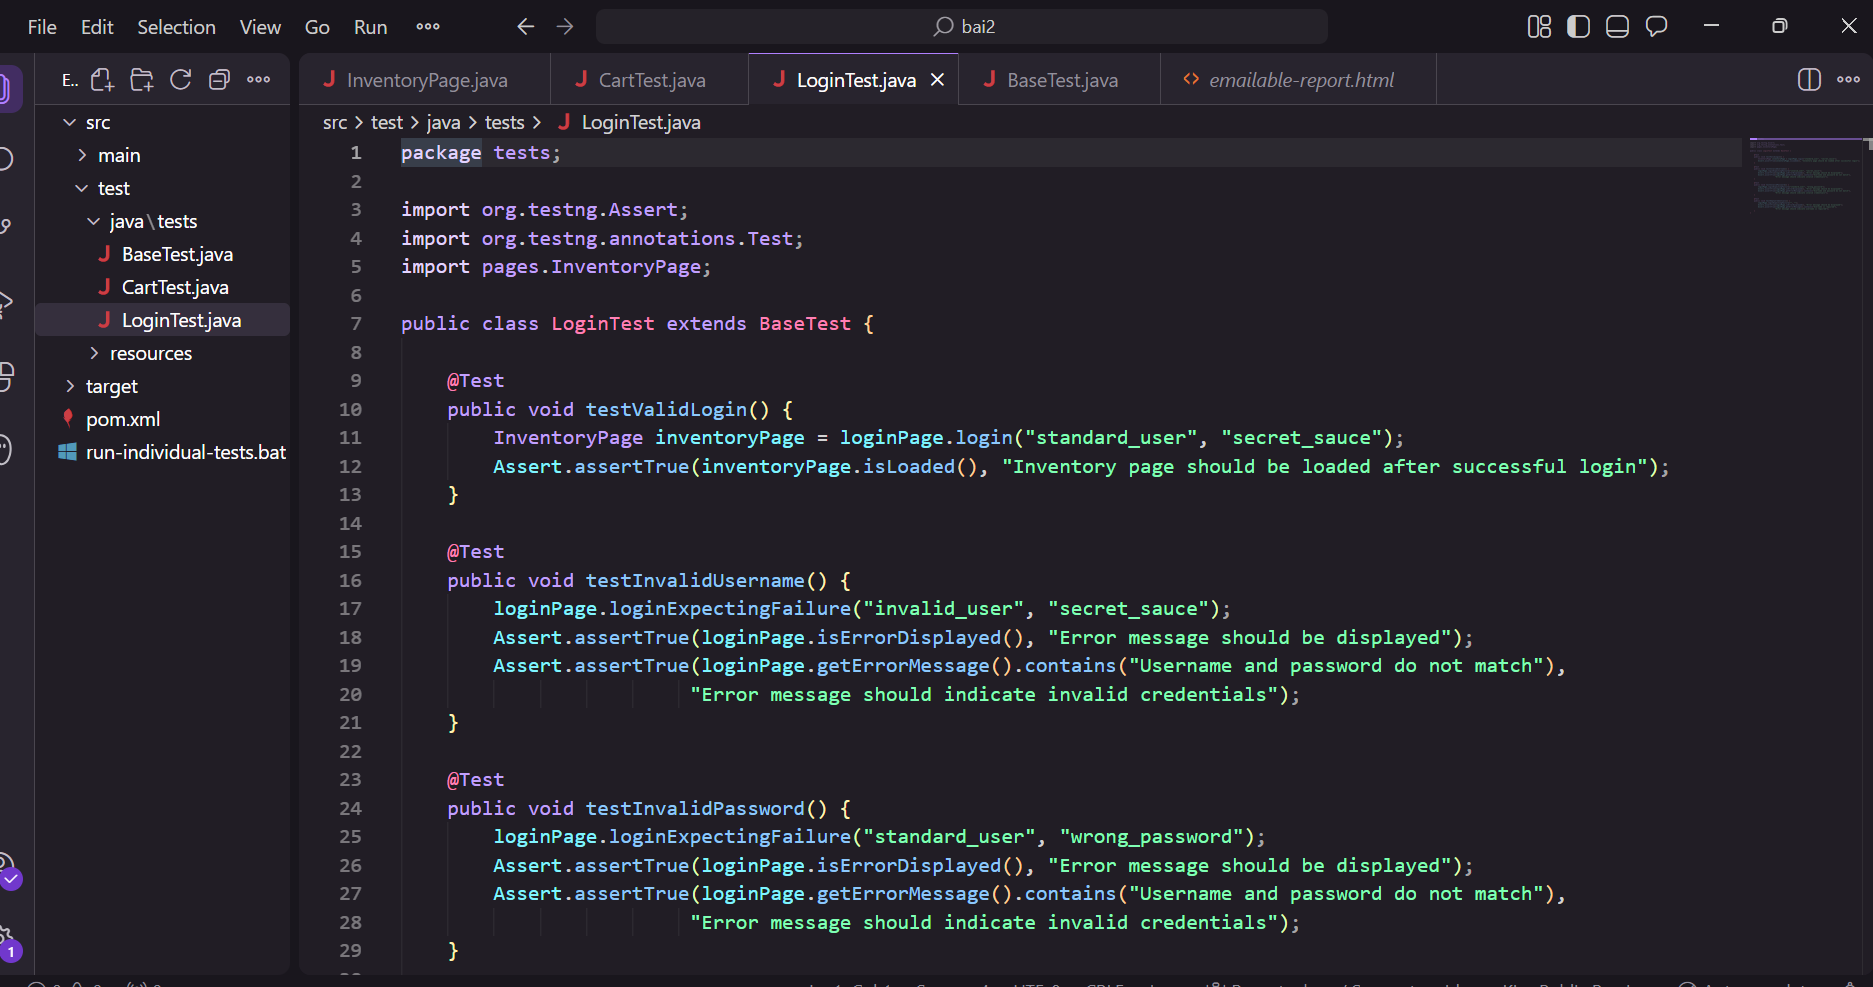 File Edit Selection View Go Run
bai2
E..
InventoryPage.java
CartTest.java
LoginTest.java
BaseTest.java
emailable-report.html
src
main
test
java\tests
BaseTest.java
CartTest.java
LoginTest.java
resources
target
pom.xml
run-individual-tests.bat
1
src > test > java > tests > LoginTest.java
1 package tests;
2
3 import org.testng.Assert;
4 import org.testng.annotations.Test;
5 import pages.InventoryPage;
6
7 public class LoginTest extends BaseTest {
8
9 @Test
10 public void testValidLogin() {
11 InventoryPage inventoryPage = loginPage.login("standard_user", "secret_sauce");
12 Assert.assertTrue(inventoryPage.isLoaded(), "Inventory page should be loaded after successful login");
13 }
14
15 @Test
16 public void testInvalidUsername() {
17 loginPage.loginExpectingFailure("invalid_user", "secret_sauce");
18 Assert.assertTrue(loginPage.isErrorDisplayed(), "Error message should be displayed");
19 Assert.assertTrue(loginPage.getErrorMessage().contains("Username and password do not match"),
20 "Error message should indicate invalid credentials");
21 }
22
23 @Test
24 public void testInvalidPassword() {
25 loginPage.loginExpectingFailure("standard_user", "wrong_password");
26 Assert.assertTrue(loginPage.isErrorDisplayed(), "Error message should be displayed");
27 Assert.assertTrue(loginPage.getErrorMessage().contains("Username and password do not match"),
28 "Error message should indicate invalid credentials");
29 }